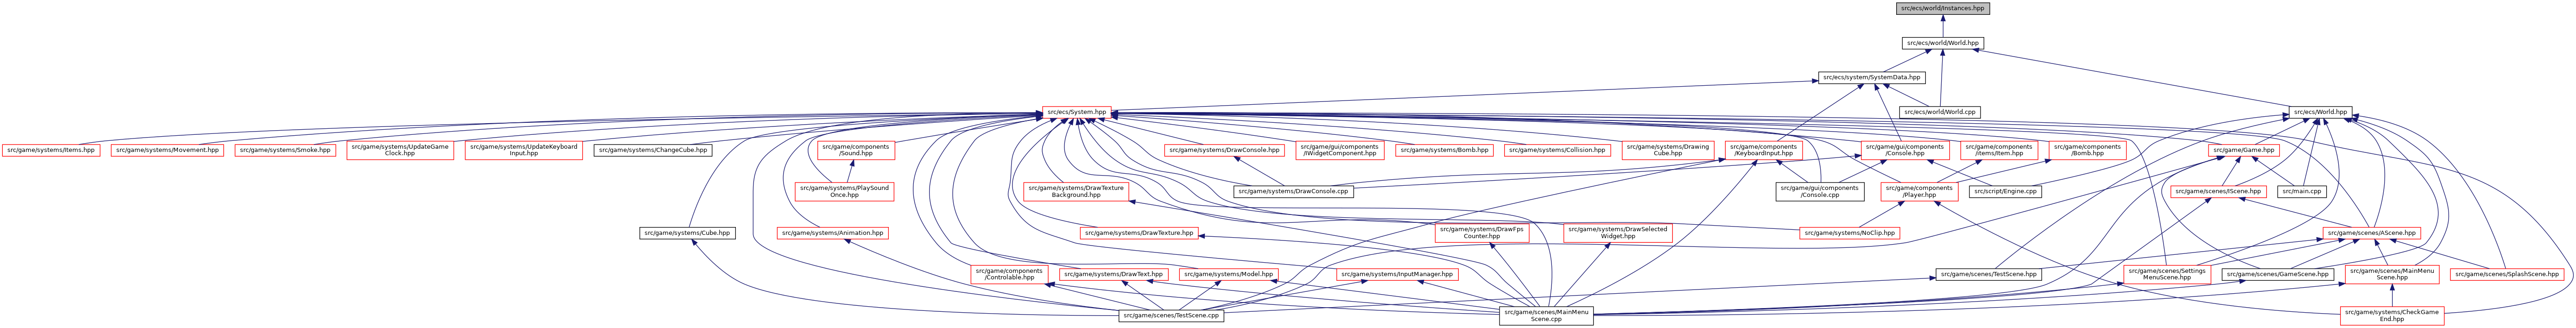 src/ecs/world/Instances.hpp
src/ecs/world/World.hpp
src/ecs/system/SystemData.hpp
src/ecs/System.hpp
src/ecs/world/World.cpp
src/ecs/World.hpp
src/game/systems/Items.hpp
src/game/systems/Movement.hpp
src/game/systems/Smoke.hpp
src/game/systems/UpdateGame
Clock.hpp
src/game/systems/UpdateKeyboard
Input.hpp
src/game/systems/ChangeCube.hpp
src/game/components
/Sound.hpp
src/game/systems/DrawConsole.hpp
src/game/gui/components
/IWidgetComponent.hpp
src/game/systems/Bomb.hpp
src/game/systems/Collision.hpp
src/game/systems/Drawing
Cube.hpp
src/game/components
/KeyboardInput.hpp
src/game/gui/components
/Console.hpp
src/game/components
/items/Item.hpp
src/game/components
/Bomb.hpp
src/game/Game.hpp
src/game/systems/PlaySound
Once.hpp
src/game/systems/DrawTexture
Background.hpp
src/game/systems/DrawConsole.cpp
src/game/gui/components
/Console.cpp
src/game/components
/Player.hpp
src/script/Engine.cpp
src/game/scenes/IScene.hpp
src/main.cpp
src/game/systems/Cube.hpp
src/game/systems/Animation.hpp
src/game/systems/DrawTexture.hpp
src/game/systems/DrawFps
Counter.hpp
src/game/systems/DrawSelected
Widget.hpp
src/game/systems/NoClip.hpp
src/game/scenes/AScene.hpp
src/game/components
/Controlable.hpp
src/game/systems/DrawText.hpp
src/game/systems/Model.hpp
src/game/systems/InputManager.hpp
src/game/scenes/TestScene.hpp
src/game/scenes/Settings
MenuScene.hpp
src/game/scenes/GameScene.hpp
src/game/scenes/MainMenu
Scene.hpp
src/game/scenes/SplashScene.hpp
src/game/scenes/TestScene.cpp
src/game/scenes/MainMenu
Scene.cpp
src/game/systems/CheckGame
End.hpp